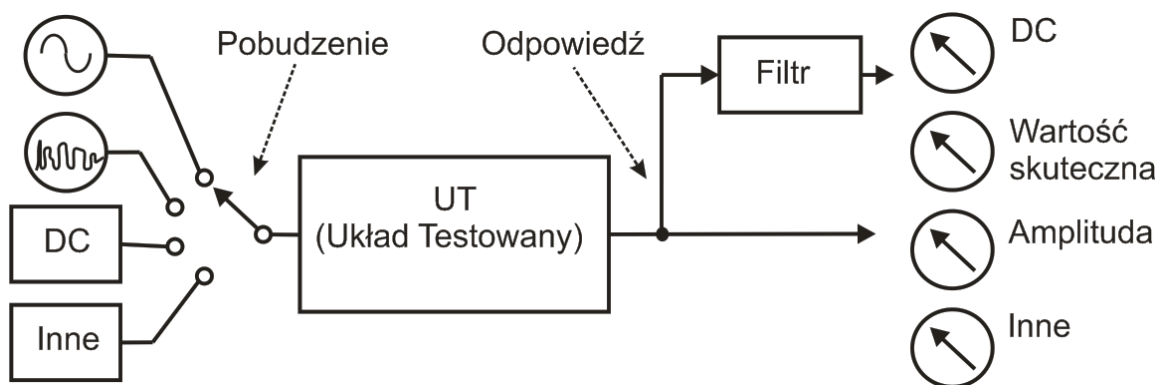 Pobudzenie
Odpowiedź
Filtr
DC
Wartość
skuteczna
Amplituda
Inne
UT
(Układ Testowany)
DC
Inne